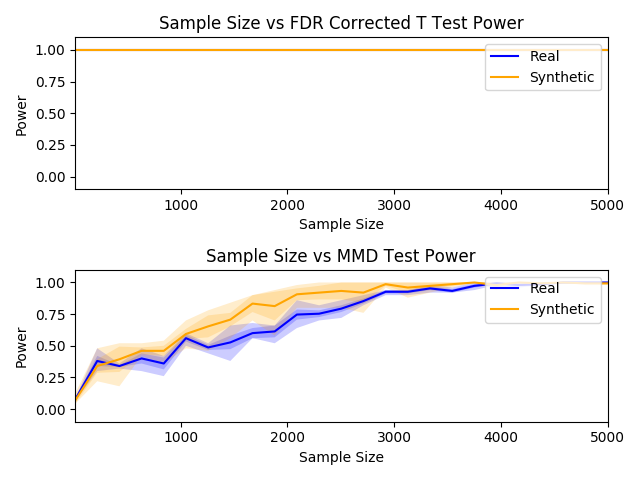 Sample Size vs FDR Corrected T Test Power
1.00
0.75
0.50
0.25
0.00
Power
Real
Synthetic
1000
2000
3000
4000
5000
Sample Size
Sample Size vs MMD Test Power
1.00
0.75
0.50
0.25
0.00
Power
Real
Synthetic
1000
2000
3000
4000
5000
Sample Size